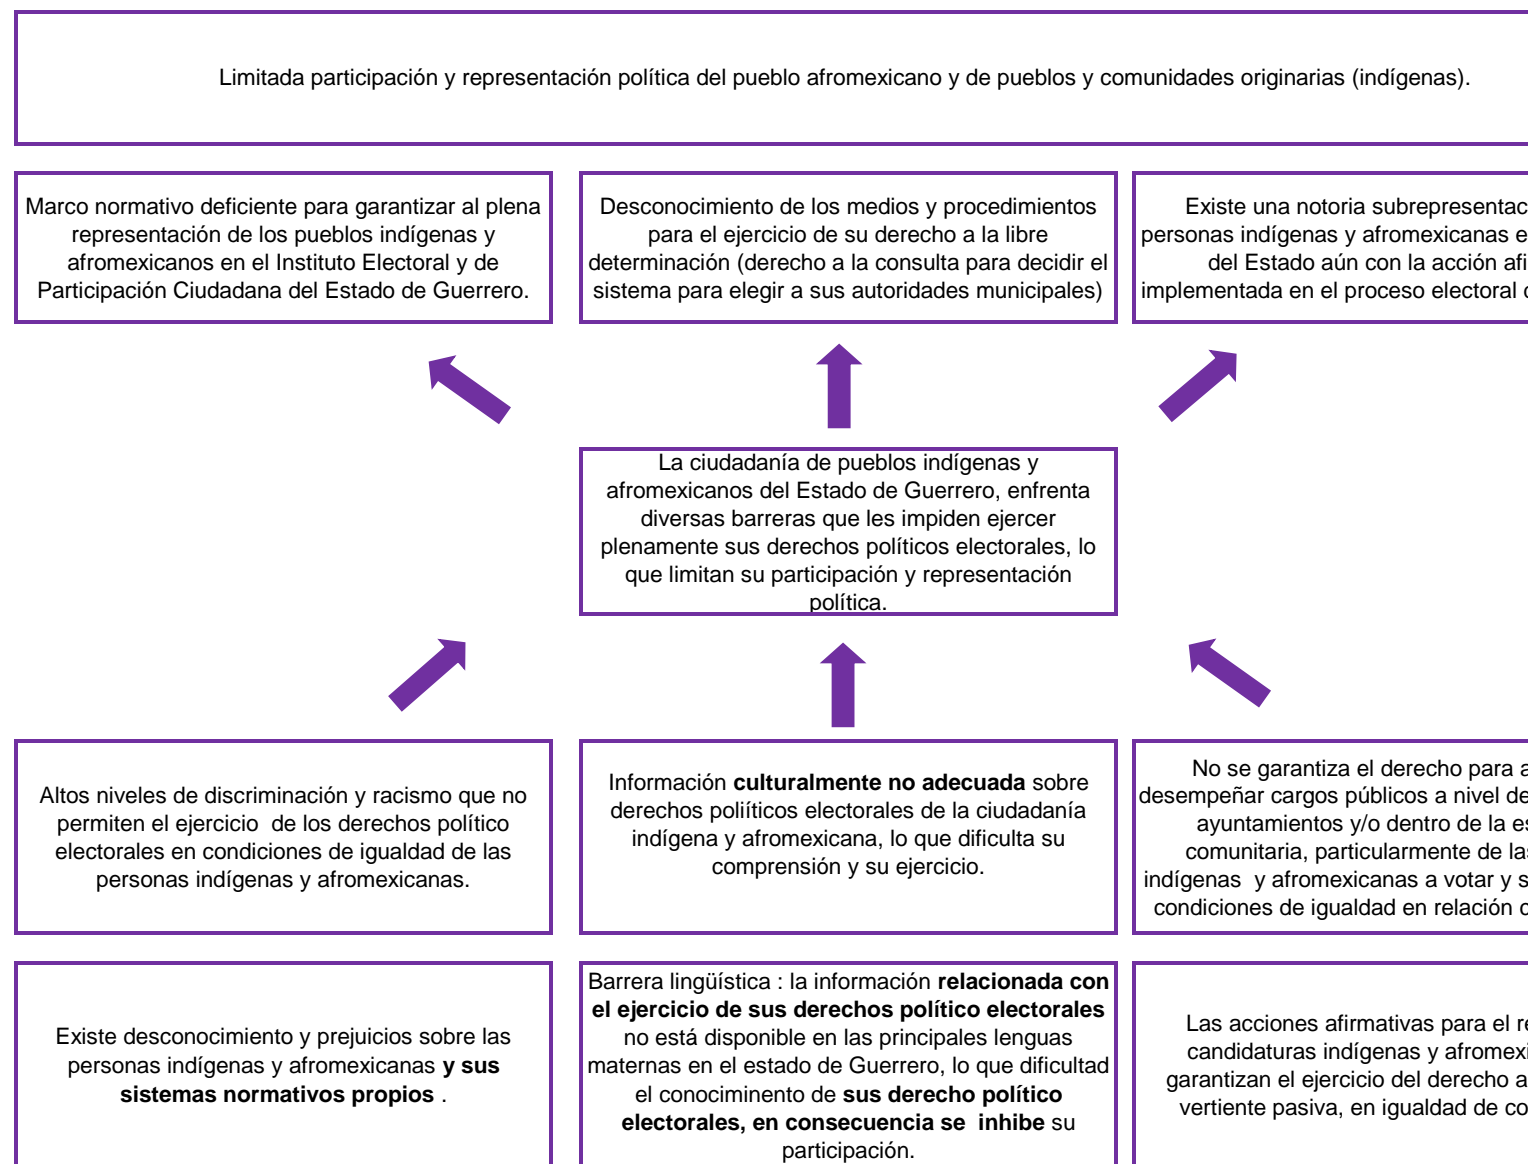 Limitada participación y representación política del pueblo afromexicano y de pueblos y comunidades originarias (indígenas).
Marco normativo deficiente para garantizar al plena
representación de los pueblos indígenas y
afromexicanos en el Instituto Electoral y de
Participación Ciudadana del Estado de Guerrero.
Desconocimiento de los medios y procedimientos
para el ejercicio de su derecho a la libre
determinación (derecho a la consulta para decidir el
sistema para elegir a sus autoridades municipales)
Existe una notoria
personas indígenas y afromexicanas
del Estado aún con la acción
implementada en el proceso electoral
La ciudadanía de pueblos indígenas y
afromexicanos del Estado de Guerrero, enfrenta
diversas barreras que les impiden ejercer
plenamente sus derechos políticos electorales, lo
que limitan su participación y representación
política.
Altos niveles de discriminación y racismo que no
permiten el ejercicio  de los derechos político
electorales en condiciones de igualdad de las
personas indígenas y afromexicanas.
Información culturalmente no adecuada sobre
derechos poliíticos electorales de la ciudadanía
indígena y afromexicana, lo que dificulta su
comprensión y su ejercicio.
No se garantiza el derecho para
desempeñar cargos públicos a nivel
ayuntamientos y/o dentro de la
comunitaria, particularmente de
indígenas  y afromexicanas a votar y
condiciones de igualdad en relación
Existe desconocimiento y prejuicios sobre las
personas indígenas y afromexicanas y sus
sistemas normativos propios .
Barrera lingüística : la información relacionada con
el ejercicio de sus derechos político electorales
no está disponible en las principales lenguas
maternas en el estado de Guerrero, lo que dificultad
el conociminento de sus derecho político
electorales, en consecuencia se  inhibe su
participación.
Las acciones afirmativas para el
candidaturas indígenas y
garantizan el ejercicio del derecho
vertiente pasiva, en igualdad de